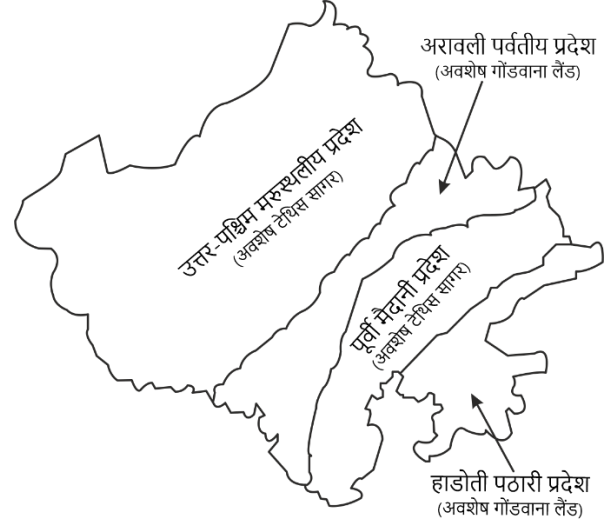 अरावली पर्वतीय प्रदेश
(अवशेष गोंडवाना लैंड)
उत्तर-पश्चिम मरुस्थलीय प्रदेश
(अवशेष टेथिस सागर)
पूर्वी मैदानी प्रदेश
(अवशेष टेथिस सागर)
हाडोती पठारी प्रदेश
(अवशेष गोंडवाना लैंड)